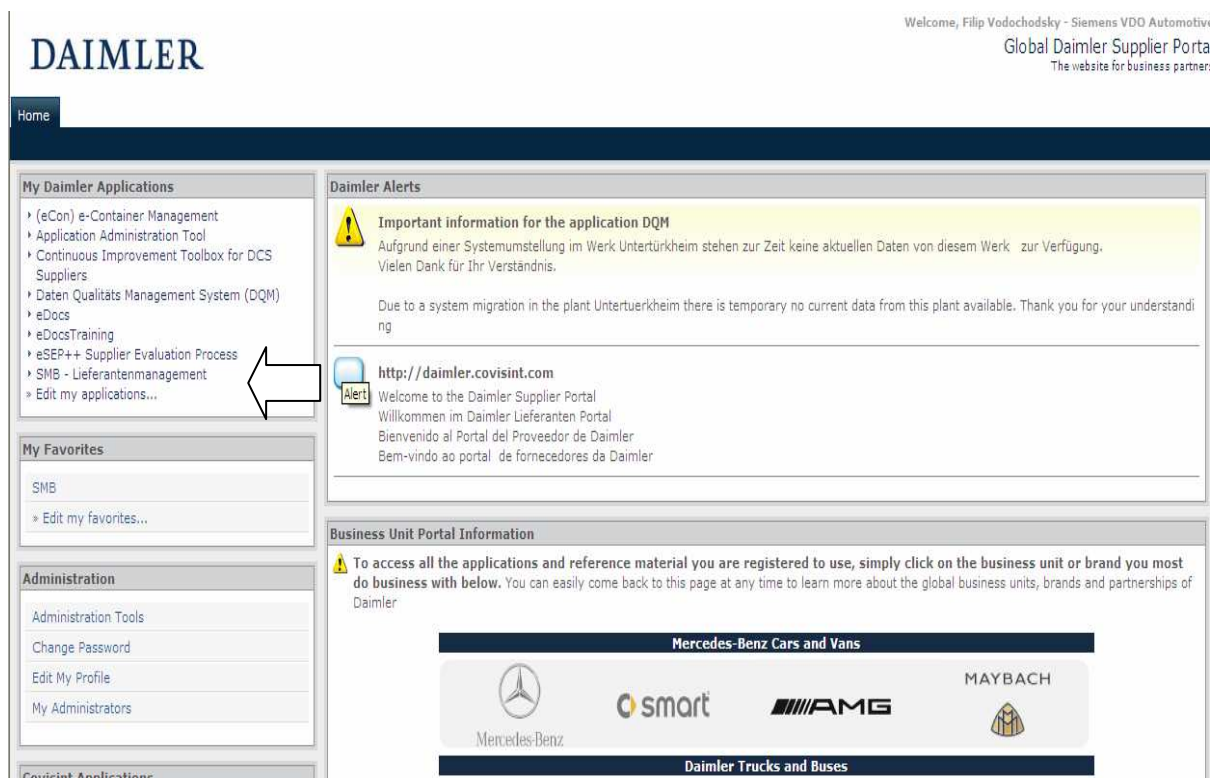 Welcome, Filip Vodochodsky - Siemens VDO Automotive
DAIMLER
Global Daimler Supplier Porta
The website for business partner
Home
My Daimler Applications
(eCon) e-Container Management
Application Administration Tool
Continuous Improvement Toolbox for DCS
Suppliers
Daten Qualitäts Management System (DQM)
eDocs
eDocsTraining
eSEP++ Supplier Evaluation Process
SMB - Lieferantenmanagement
» Edit my applications...
My Favorites
SMB
» Edit my favorites...
Administration
Administration Tools
Change Password
Edit My Profile
My Administrators
Covisint Applications
Daimler Alerts
Important information for the application DQM
Aufgrund einer Systemumstellung im Werk Untertürkheim stehen zur Zeit keine aktuellen Daten von diesem Werk zur Verfügung.
Vielen Dank für Ihr Verständnis.
Due to a system migration in the plant Untertuerkheim there is temporary no current data from this plant available. Thank you for your understandi
ng
http://daimler.covisint.com
Alert
Welcome to the Daimler Supplier Portal
Willkommen im Daimler Lieferanten Portal
Bienvenido al Portal del Proveedor de Daimler
Bem-vindo ao portal de fornecedores da Daimler
Business Unit Portal Information
To access all the applications and reference material you are registered to use, simply click on the business unit or brand you most
do business with below. You can easily come back to this page at any time to learn more about the global business units, brands and partnerships of
Daimler
Mercedes-Benz Cars and Vans
Mercedes-Benz
smart
AMG
MAYBACH
Daimler Trucks and Buses